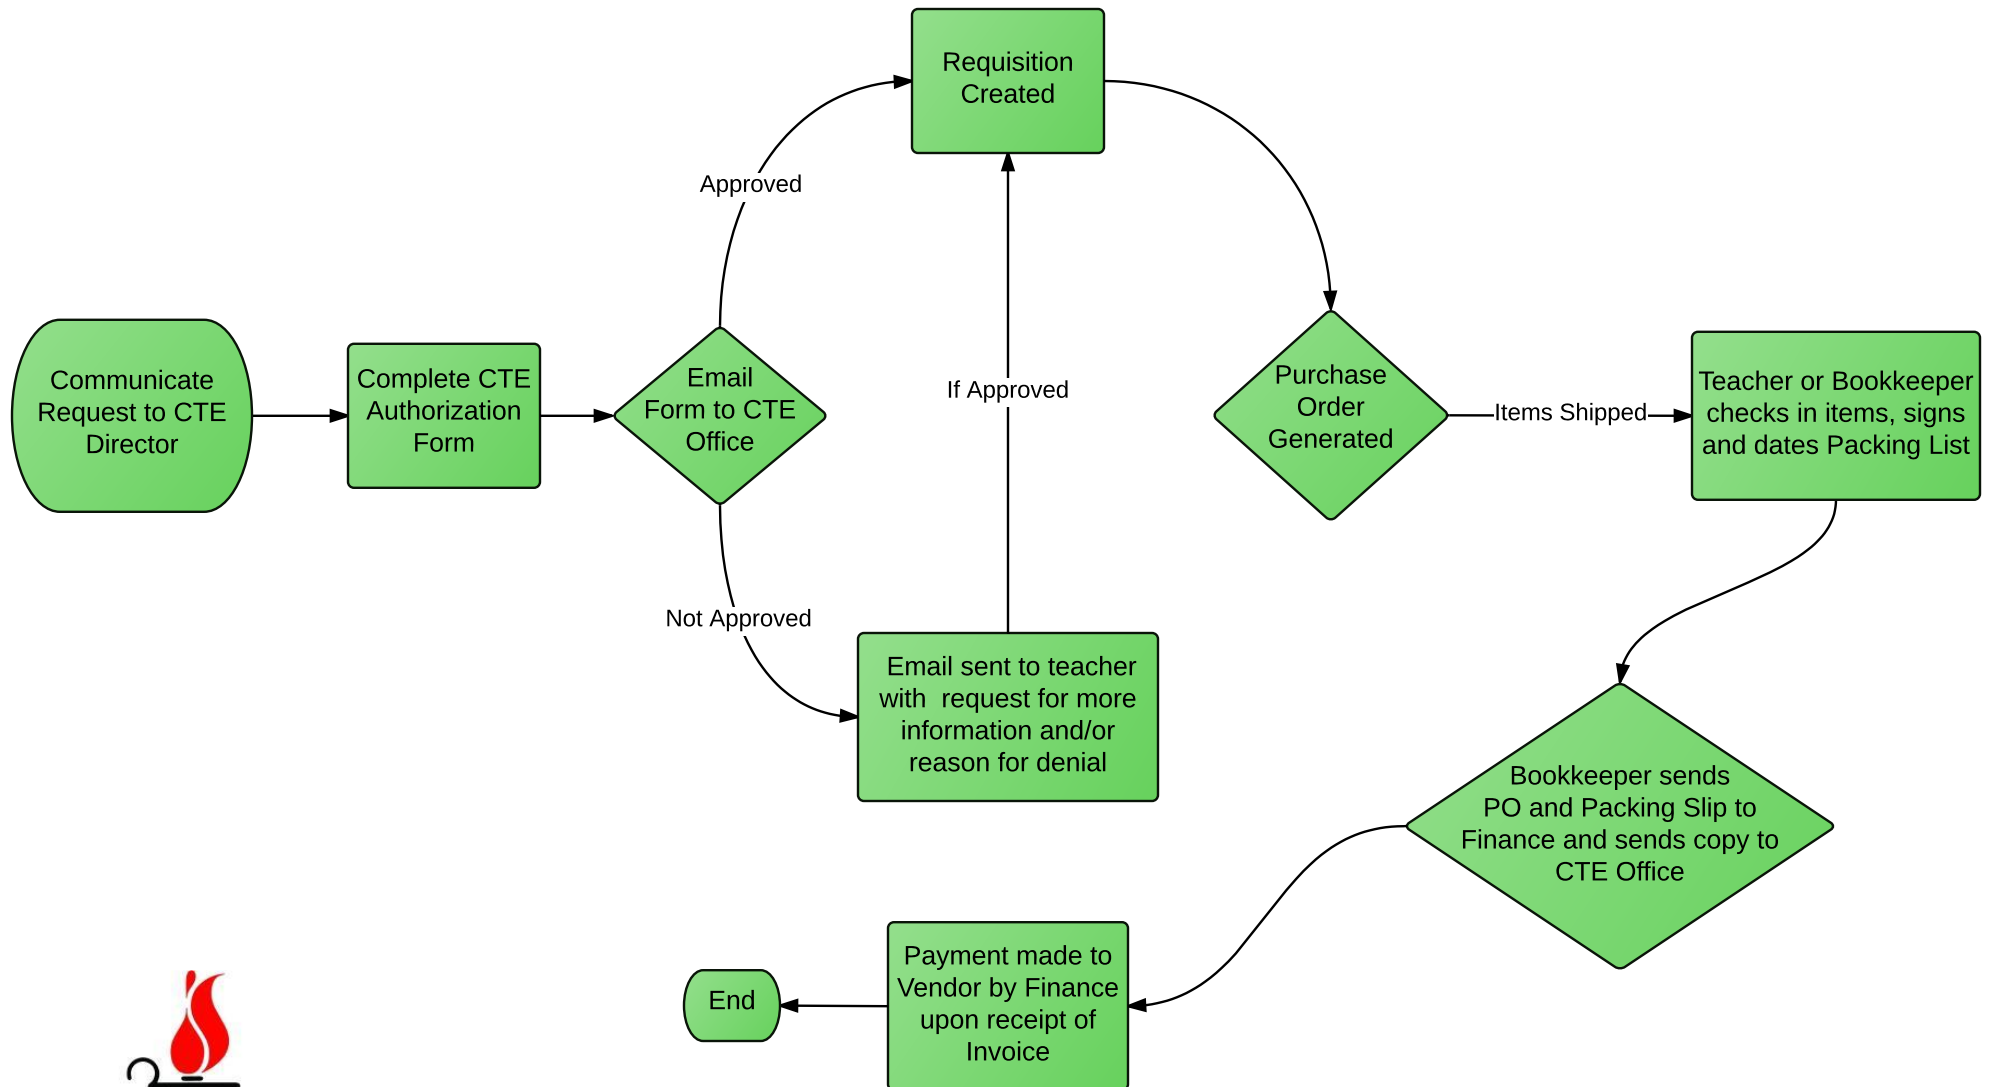 Communicate
Request to CTE
Director
Complete CTE
Authorization
Form
Email
Form to CTE
Office
Approved
Not Approved
Requisition
Created
If Approved
Email sent to teacher
with  request for more
information and/or
reason for denial
Purchase
Order
Generated
Items Shipped
Teacher or Bookkeeper
checks in items, signs
and dates Packing List
Bookkeeper sends
PO and Packing Slip to
Finance and sends copy to
CTE Office
Payment made to
Vendor by Finance
upon receipt of
Invoice
End